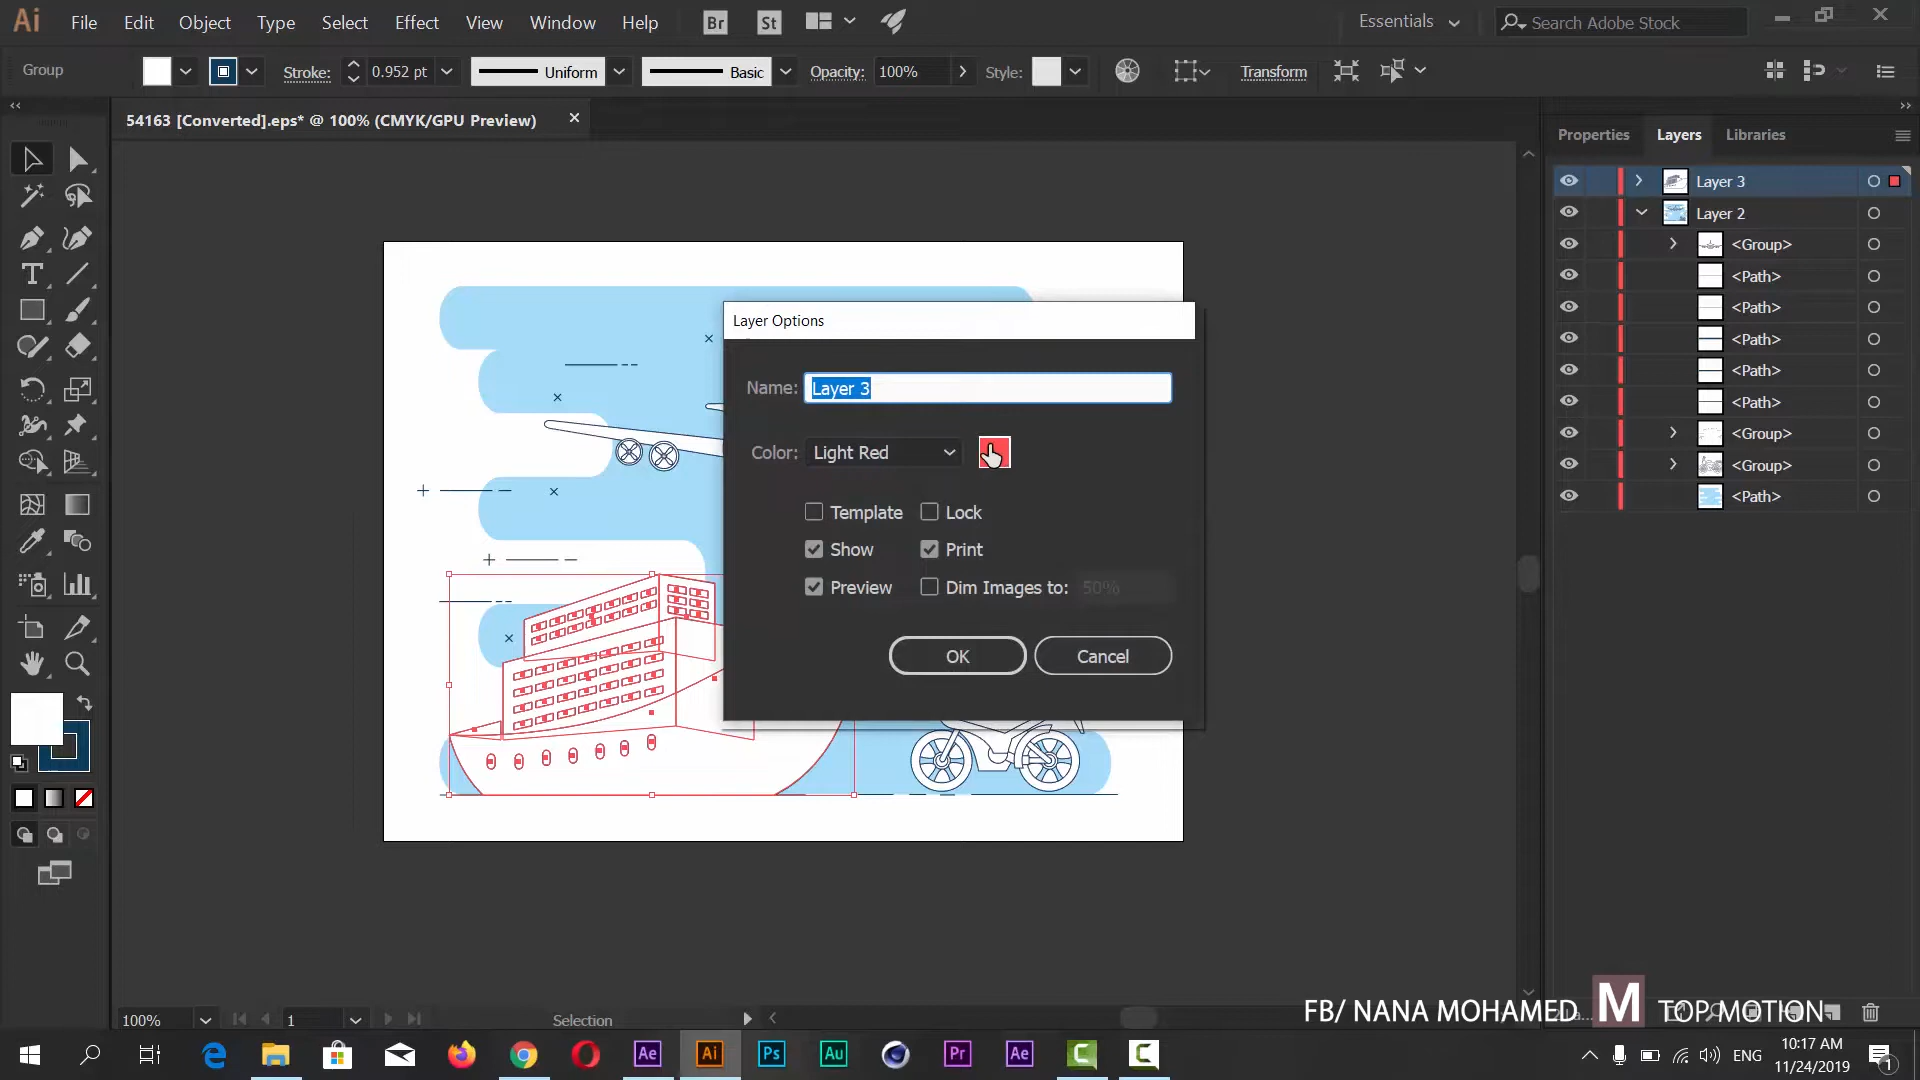 Ai File Edit Object Type Select Effect View Window Help Br St Essentials Search Adobe Stock
Group Stroke: 0.952 pt Uniform Basic Opacity: 100% Style: Transform
54163 [Converted].eps* @ 100% (CMYK/GPU Preview)
Properties Layers Libraries
Layer 3
Layer 2
<Group>
<Path>
<Path>
<Path>
<Path>
<Path>
<Group>
<Group>
<Path>
Layer Options
Name: Layer 3
Color: Light Red
Template Lock
Show Print
Preview Dim Images to: 50%
OK Cancel
100% 1 Selection
FB/ NANA MOHAMED M TOP MOTION
Ae Ai Ps Au Pr Ae ENG 10:17 AM
11/24/2019 1